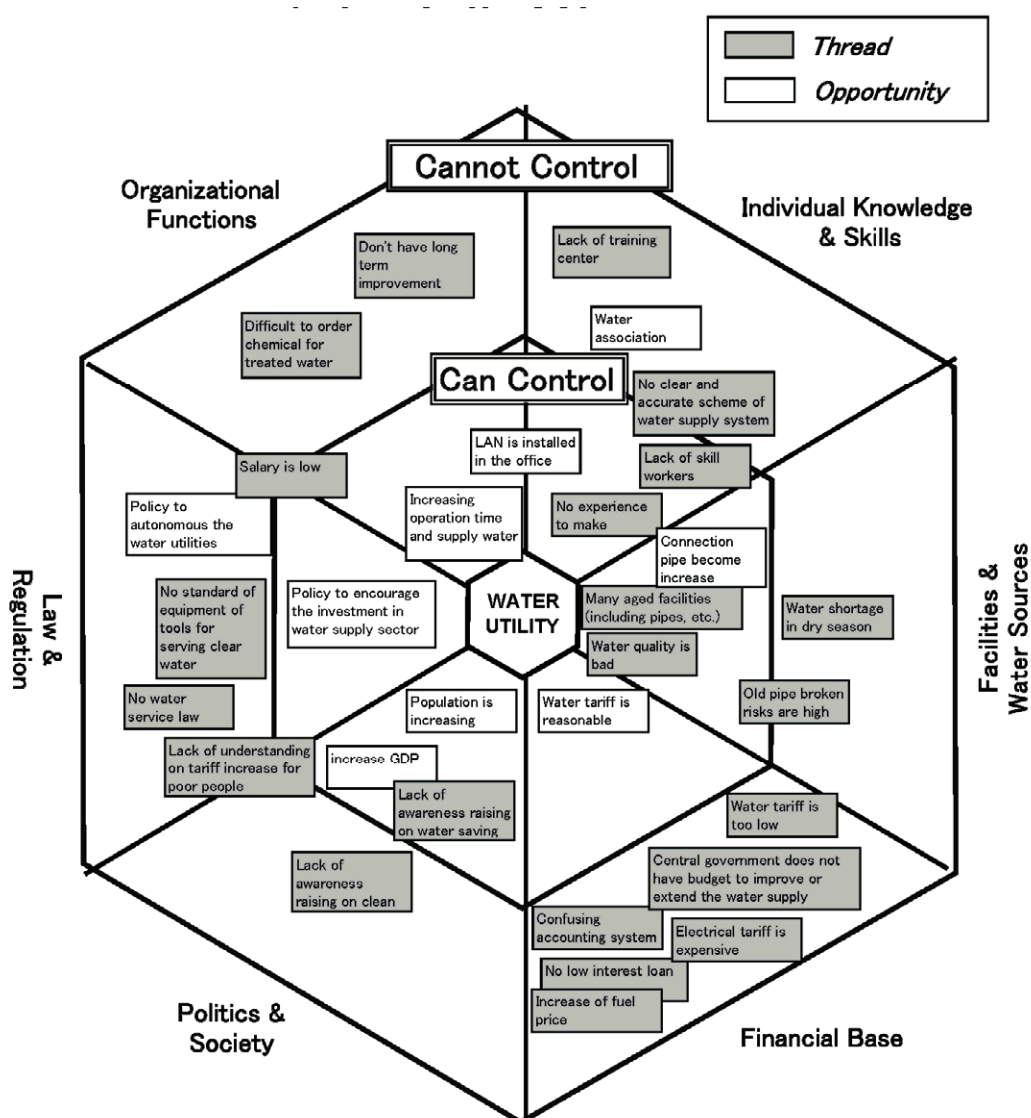 Thread
Opportunity
Cannot Control
Organizational
Functions
Individual Knowledge
& Skills
Don't have long
term
improvement
Lack of training
center
Difficult to order
chemical for
treated water
Water
association
Can Control
No clear and
accurate scheme of
water supply system
LAN is installed
in the office
Lack of skill
workers
Salary is low
Increasing
operation time
and supply water
No experience
to make
Policy to
autonomous the
water utilities
Connection
pipe become
increase
Law &
Regulation
No standard of
equipment of
tools for
serving clear
water
Policy to encourage
the investment in
water supply sector
WATER
UTILITY
Many aged facilities
(including pipes, etc.)
Water quality is
bad
Water shortage
in dry season
Facilities &
Water Sources
No water
service law
Population is
increasing
Water tariff is
reasonable
Old pipe broken
risks are high
Lack of understanding
on tariff increase for
poor people
increase GDP
Lack of
awareness raising
on water saving
Water tariff is
too low
Lack of
awareness
raising on clean
Central government does not
have budget to improve or
extend the water supply
Confusing
accounting system
Electrical tariff is
expensive
No low interest loan
Increase of fuel
price
Politics &
Society
Financial Base